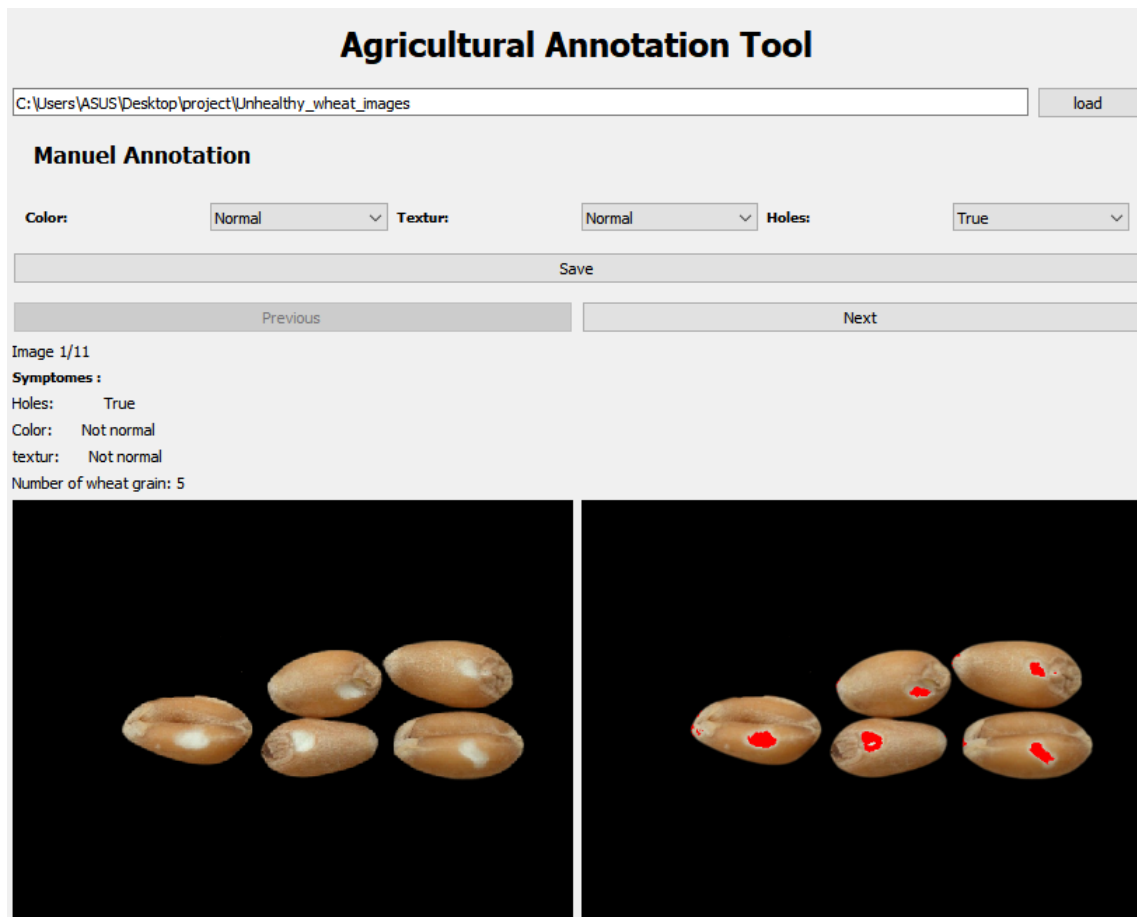 Agricultural Annotation Tool
C:\Users\ASUS\Desktop\project\Unhealthy_wheat_images load
Manuel Annotation
Color: Normal Textur: Normal Holes: True
Save
Previous Next
Image 1/11
Symptomes :
Holes: True
Color: Not normal
textur: Not normal
Number of wheat grain: 5